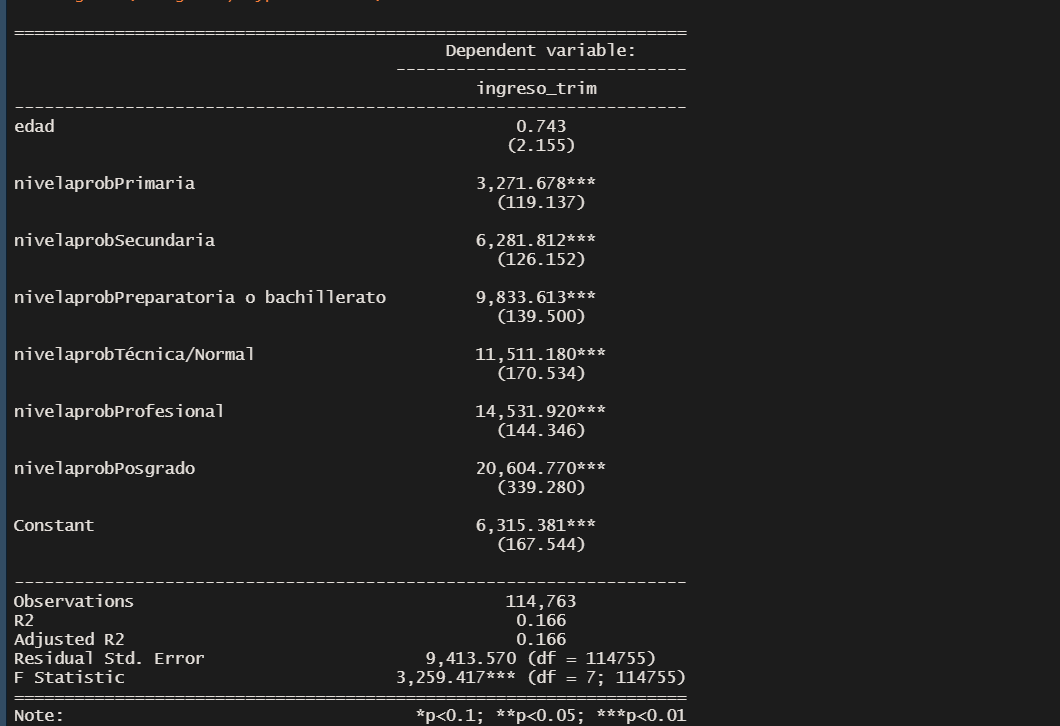 Dependent variable:
ingreso_trim
edad 0.743
(2.155)
nivelaprobPrimaria 3,271.678***
(119.137)
nivelaprobSecundaria 6,281.812***
(126.152)
nivelaprobPreparatoria o bachillerato 9,833.613***
(139.500)
nivelaprobTécnica/Normal 11,511.180***
(170.534)
nivelaprobProfesional 14,531.920***
(144.346)
nivelaprobPosgrado 20,604.770***
(339.280)
Constant 6,315.381***
(167.544)
Observations 114,763
R2 0.166
Adjusted R2 0.166
Residual Std. Error 9,413.570 (df = 114755)
F Statistic 3,259.417*** (df = 7; 114755)
Note: *p<0.1; **p<0.05; ***p<0.01